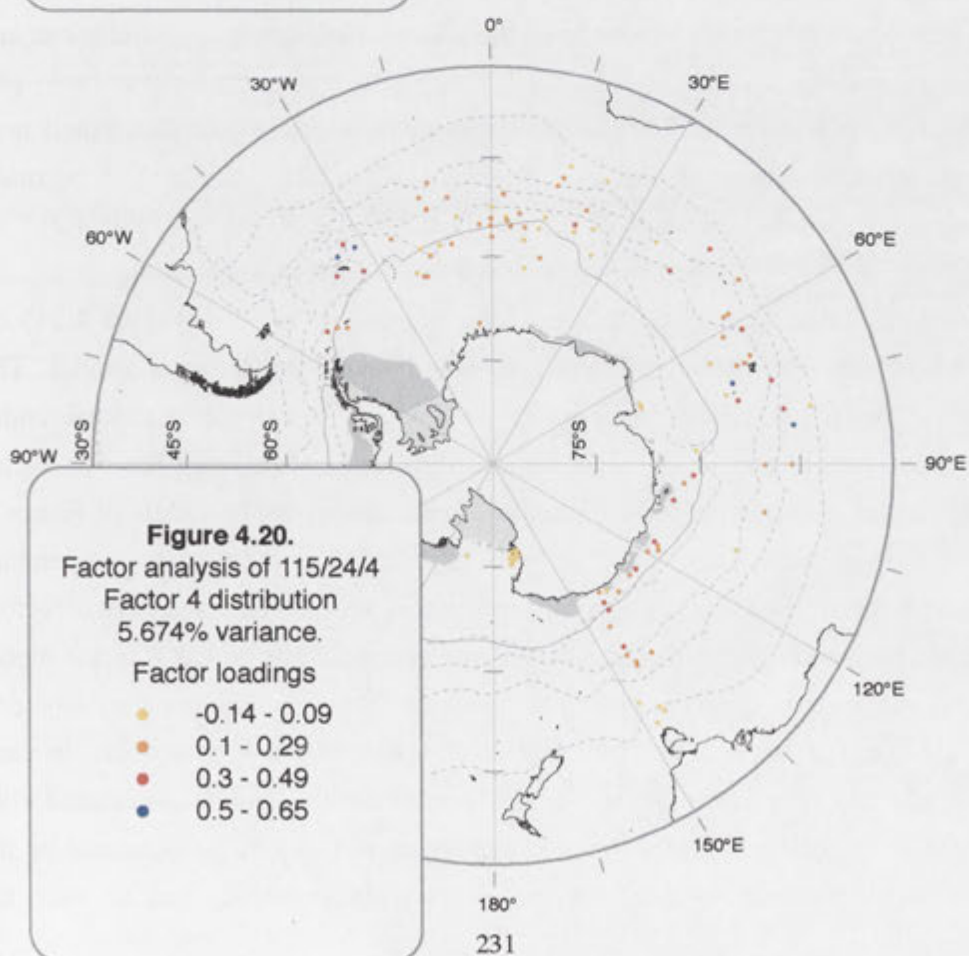 0°
30°W
30°E
60°W
60°E
90°W
30°S
45°S
60°S
75°S
90°E
120°E
150°E
180°
Figure 4.20.
Factor analysis of 115/24/4
Factor 4 distribution
5.674% variance.
Factor loadings
-0.14 - 0.09
0.1 - 0.29
0.3 - 0.49
0.5 - 0.65
231